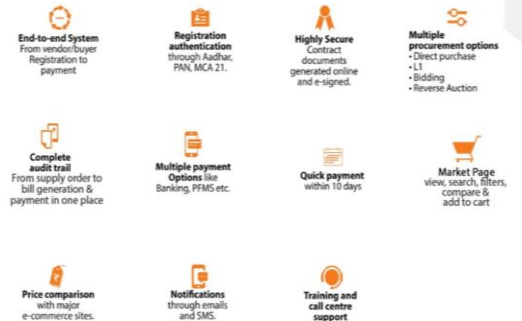 End-to-end System
From vendor/buyer
Registration to
payment
Registration
authentication
through Aadhar,
PAN, MCA 21.
Highly Secure
Contract
documents
generated online
and e-signed.
Multiple
procurement options
• Direct purchase
• L1
• Bidding
• Reverse Auction
Complete
audit trail
From supply order to
bill generation &
payment in one place
Multiple payment
Options like
Banking, PFMS etc.
Quick payment
within 10 days
Market Page
view, search, filters,
compare &
add to cart
Price comparison
with major
e-commerce sites.
Notifications
through emails
and SMS.
Training and
call centre
support